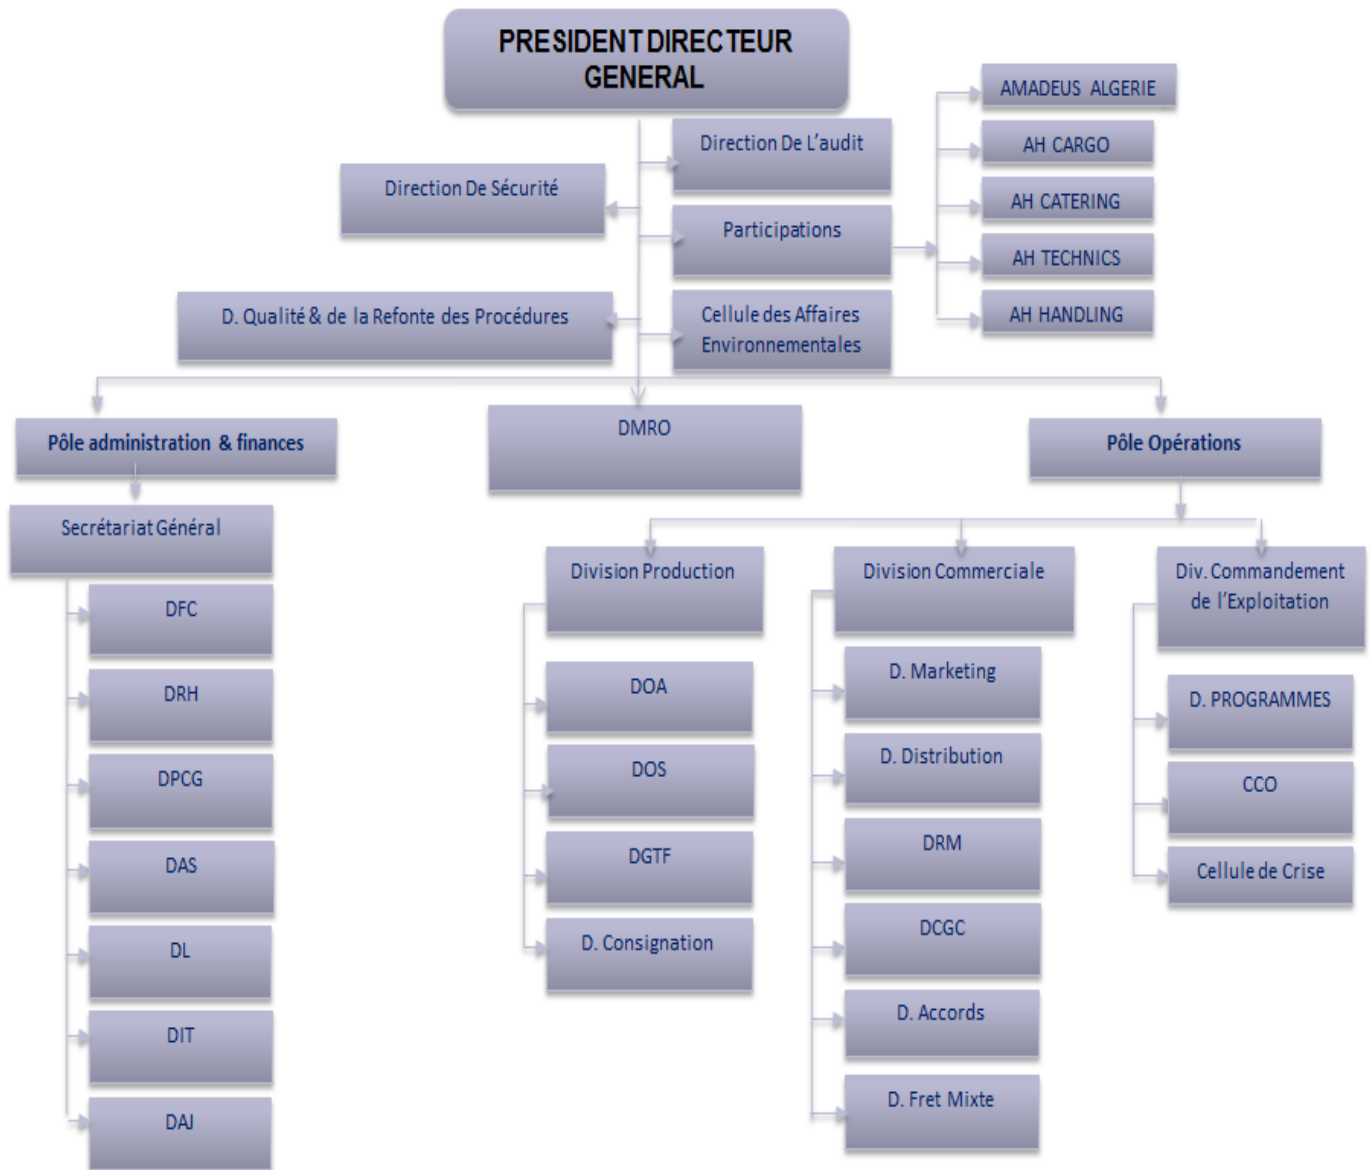 PRESIDENT DIRECTEUR
GENERAL
AMADEUS ALGERIE
Direction De L'audit
AH CARGO
Direction De Sécurité
AH CATERING
Participations
AH TECHNICS
D. Qualité & de la Refonte des Procédures
Cellule des Affaires
Environnementales
AH HANDLING
Pôle administration & finances
DMRO
Pôle Opérations
Secrétariat Général
DFC
DRH
DPCG
DAS
DL
DIT
DAJ
Division Production
DOA
DOS
DGTF
D. Consignation
Division Commerciale
D. Marketing
D. Distribution
DRM
DCGC
D. Accords
D. Fret Mixte
Div. Commandement
de l'Exploitation
D. PROGRAMMES
CCO
Cellule de Crise